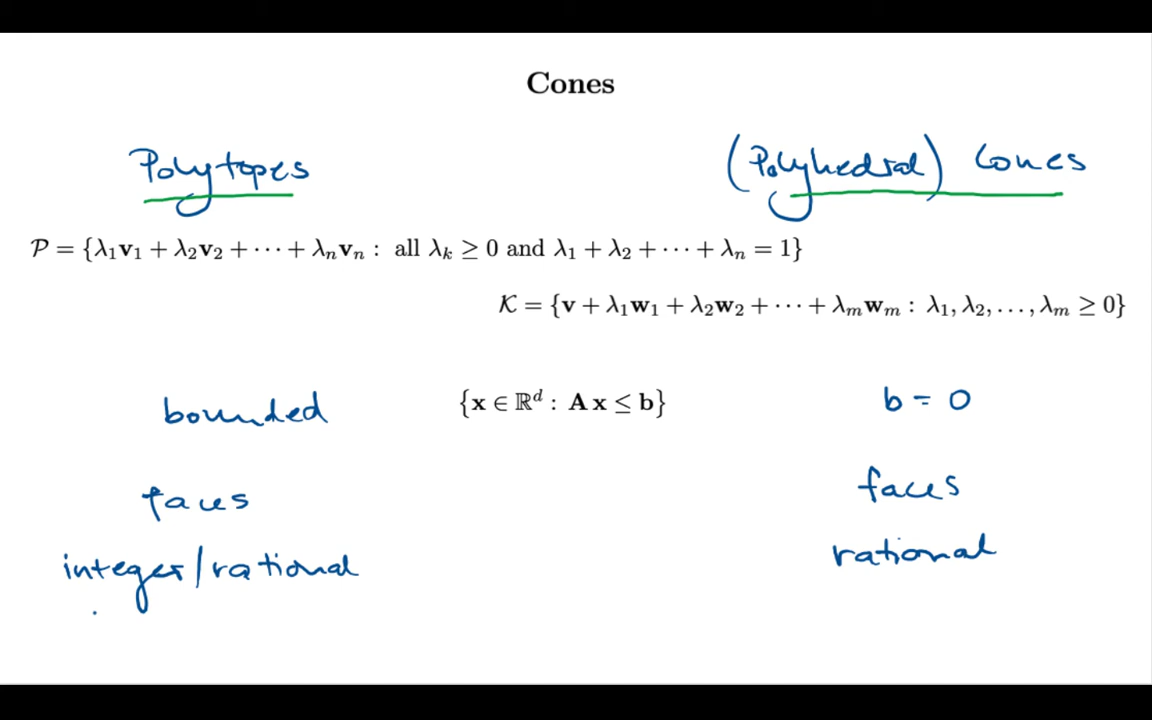 Cones
Polytopes (Polyhedral) Cones
𝒫 = {λ₁v₁ + λ₂v₂ + ⋯ + λₙvₙ : all λₖ ≥ 0 and λ₁ + λ₂ + ⋯ + λₙ = 1}
𝒦 = {v + λ₁w₁ + λ₂w₂ + ⋯ + λₘwₘ : λ₁, λ₂, …, λₘ ≥ 0}
bounded {x ∈ ℝᵈ : A x ≤ b} b = 0
faces faces
integer/rational rational